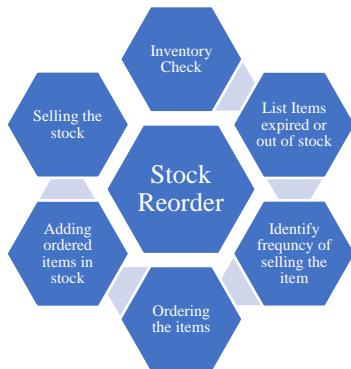 Inventory
Check
List Items
expired or
out of stock
Identify
frequncy of
selling the
item
Ordering
the items
Adding
ordered
items in
stock
Selling the
stock
Stock
Reorder